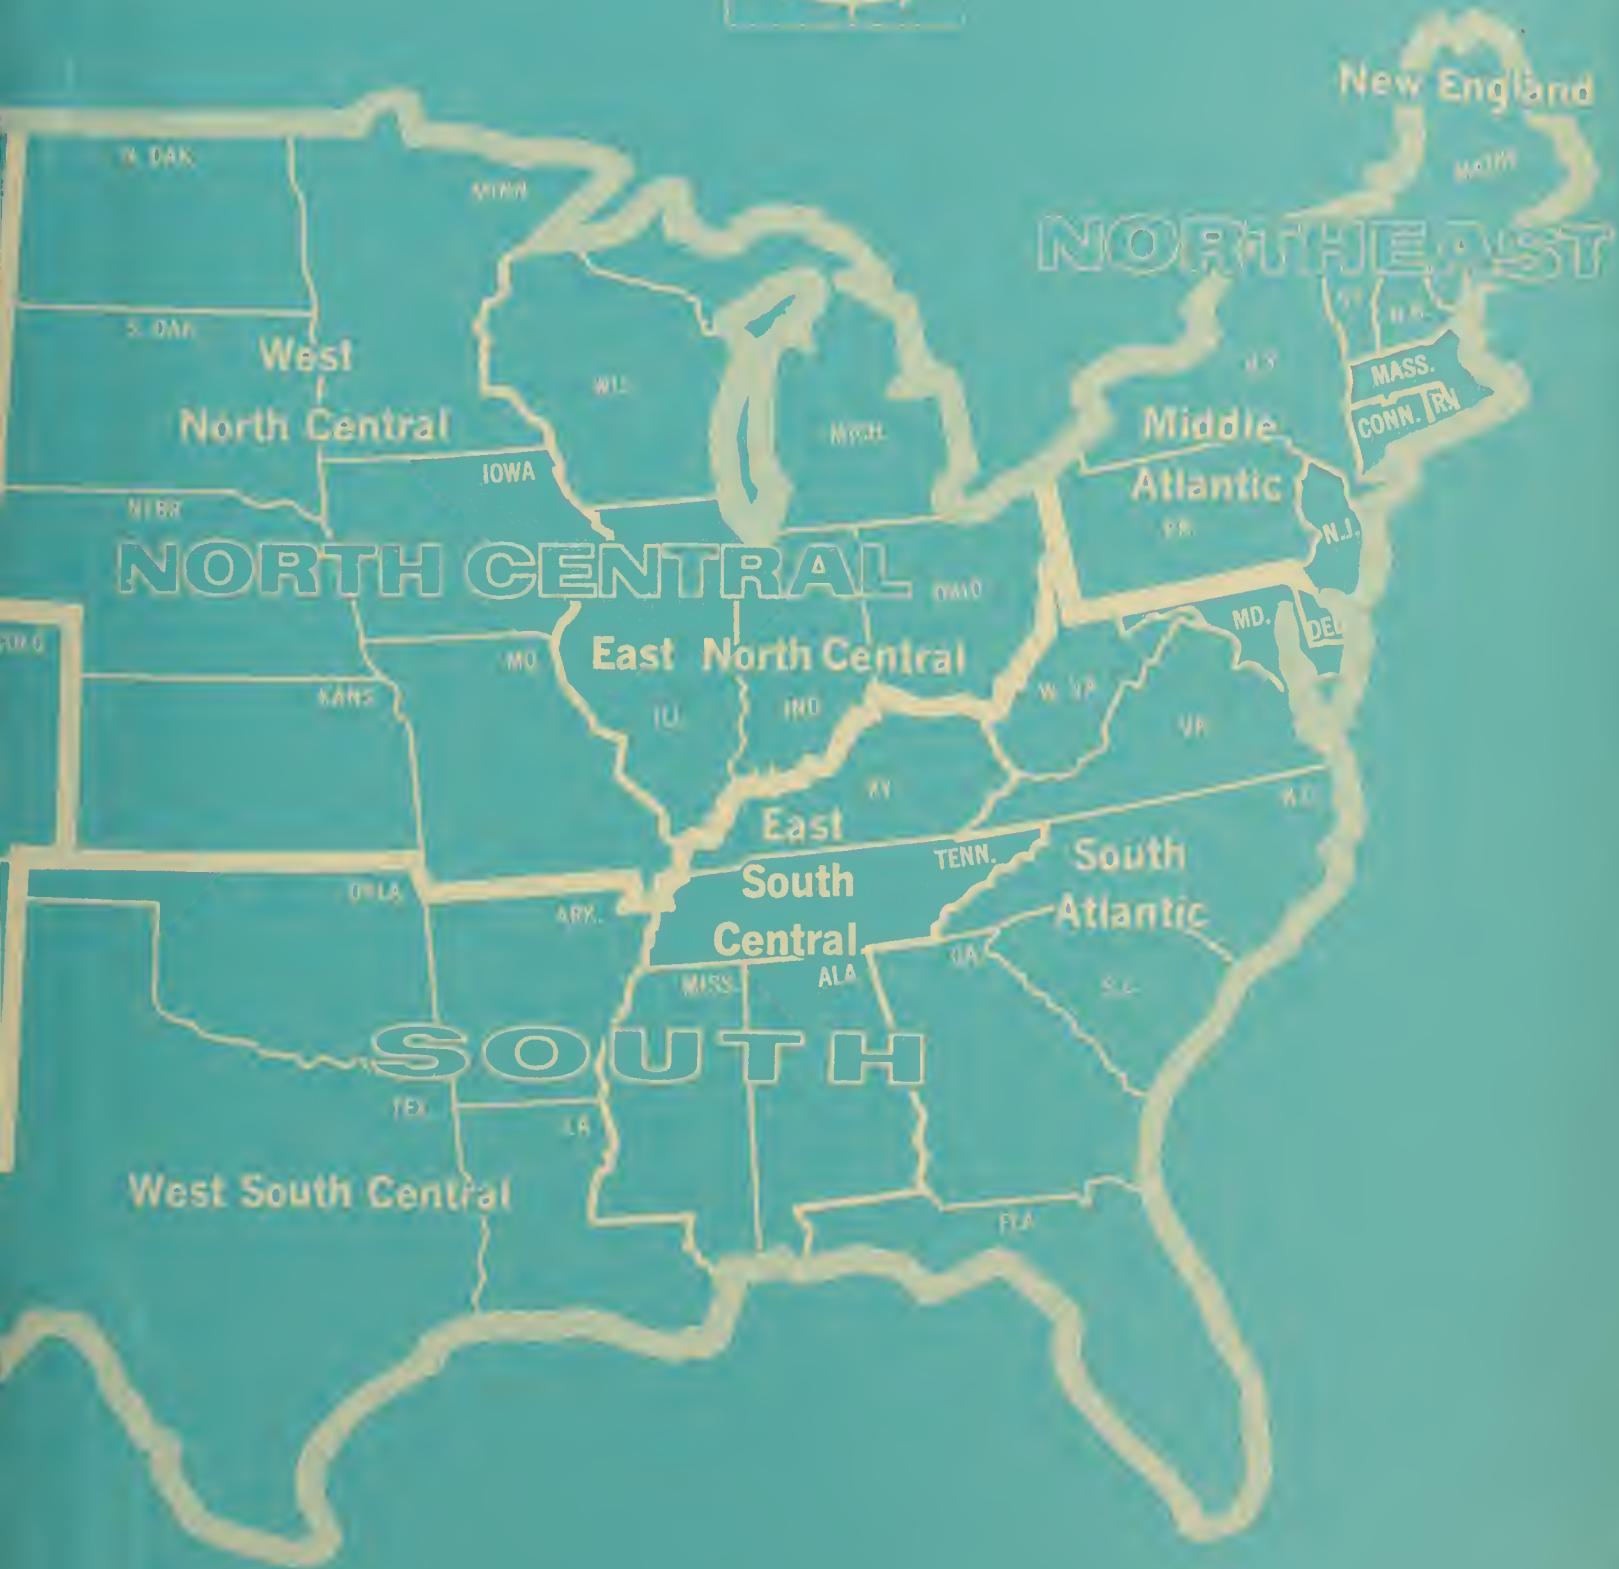 New England
MAINE
N. DAK.
MINN.
NORTHEAST
VT.
N.H.
S. DAK.
West
North Central
WIS.
MICH.
N.Y.
MASS.
CONN.
R.I.
Middle
Atlantic
PA.
N.J.
IOWA
NEBR.
NORTH CENTRAL
OHIO
MD.
DEL.
COLO.
MO.
East North Central
KANS.
ILL.
IND.
W. VA.
VA.
KY.
N.C.
East
South
Central
TENN.
South
Atlantic
OKLA.
ARK.
MISS.
ALA.
GA.
S.C.
SOUTH
TEX.
LA.
West South Central
FLA.